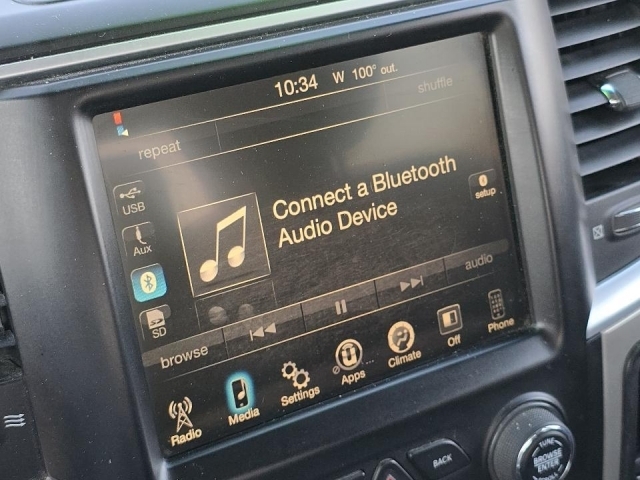 10:34 W 100° out.
repeat shuffle
USB
Aux
SD
Connect a Bluetooth
Audio Device
setup
browse audio
Radio Media Settings Apps Climate Off Phone
BACK
TUNE
BROWSE
ENTER